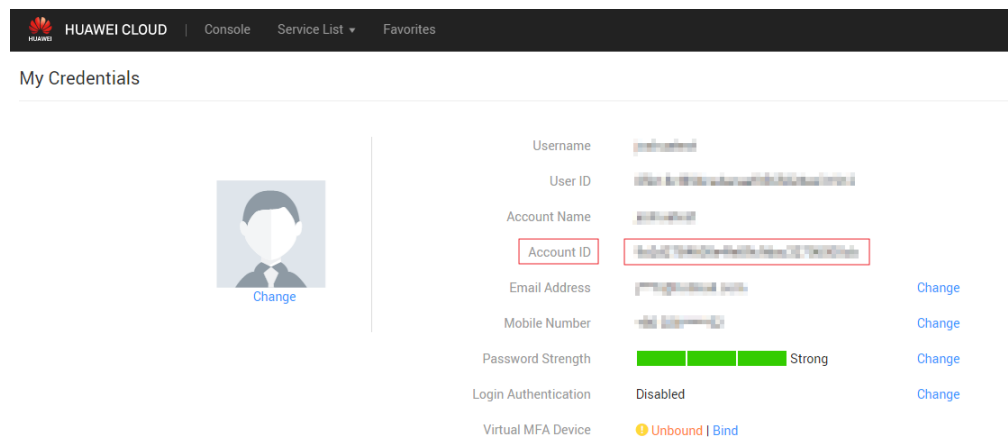 HUAWEI HUAWEI CLOUD | Console Service List Favorites
My Credentials
Username
User ID
Account Name
Account ID
Email Address Change
Change
Mobile Number Change
Password Strength Strong Change
Login Authentication Disabled Change
Virtual MFA Device Unbound | Bind